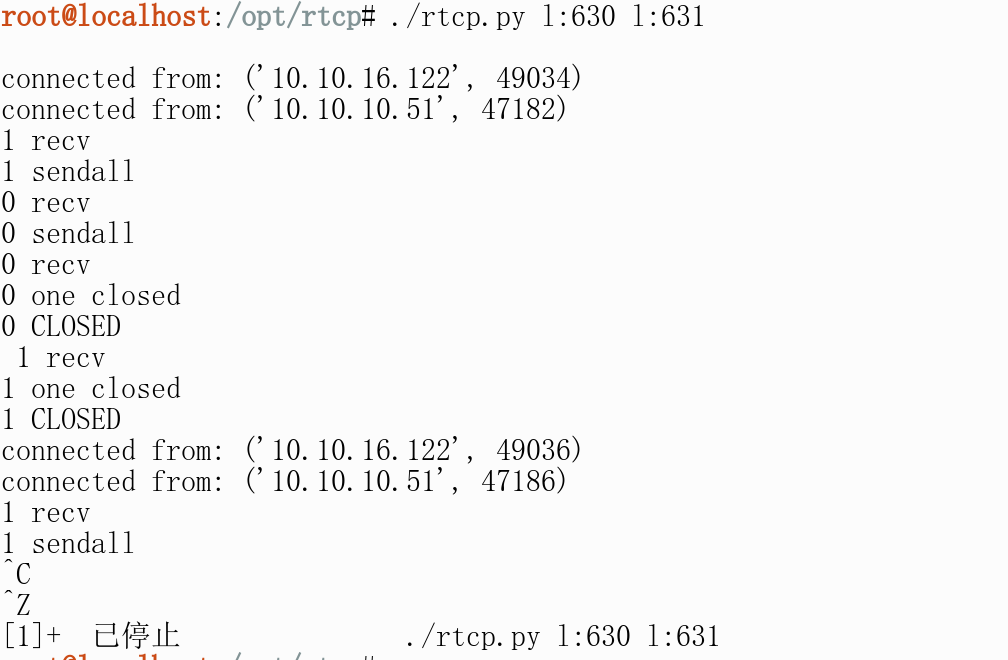 root@localhost:/opt/rtcp# ./rtcp.py l:630 l:631
connected from: ('10.10.16.122', 49034)
connected from: ('10.10.10.51', 47182)
1 recv
1 sendall
0 recv
0 sendall
0 recv
0 one closed
0 CLOSED
 1 recv
1 one closed
1 CLOSED
connected from: ('10.10.16.122', 49036)
connected from: ('10.10.10.51', 47186)
1 recv
1 sendall
^C
^Z
[1]+  已停止               ./rtcp.py l:630 l:631